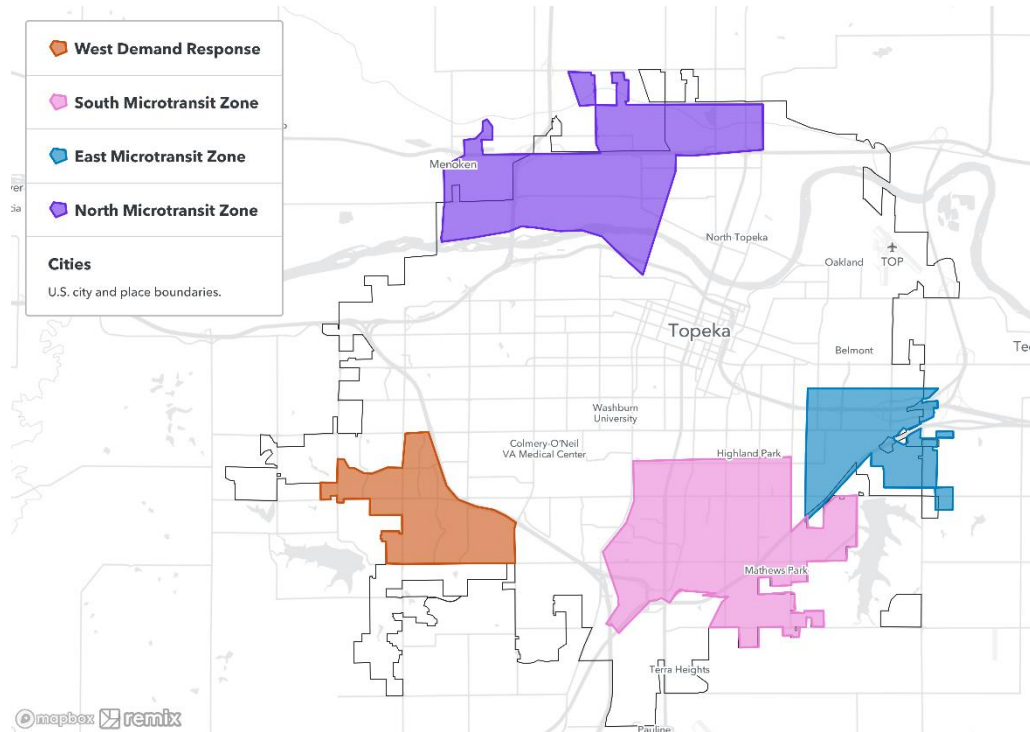 West Demand Response
South Microtransit Zone
East Microtransit Zone
North Microtransit Zone
Cities
U.S. city and place boundaries.
Menoken
North Topeka
Oakland
TOP
Topeka
Belmont
Washburn
University
Colmery-O'Neil
VA Medical Center
Highland Park
Mathews Park
Terra Heights
Pauline
mapbox remix